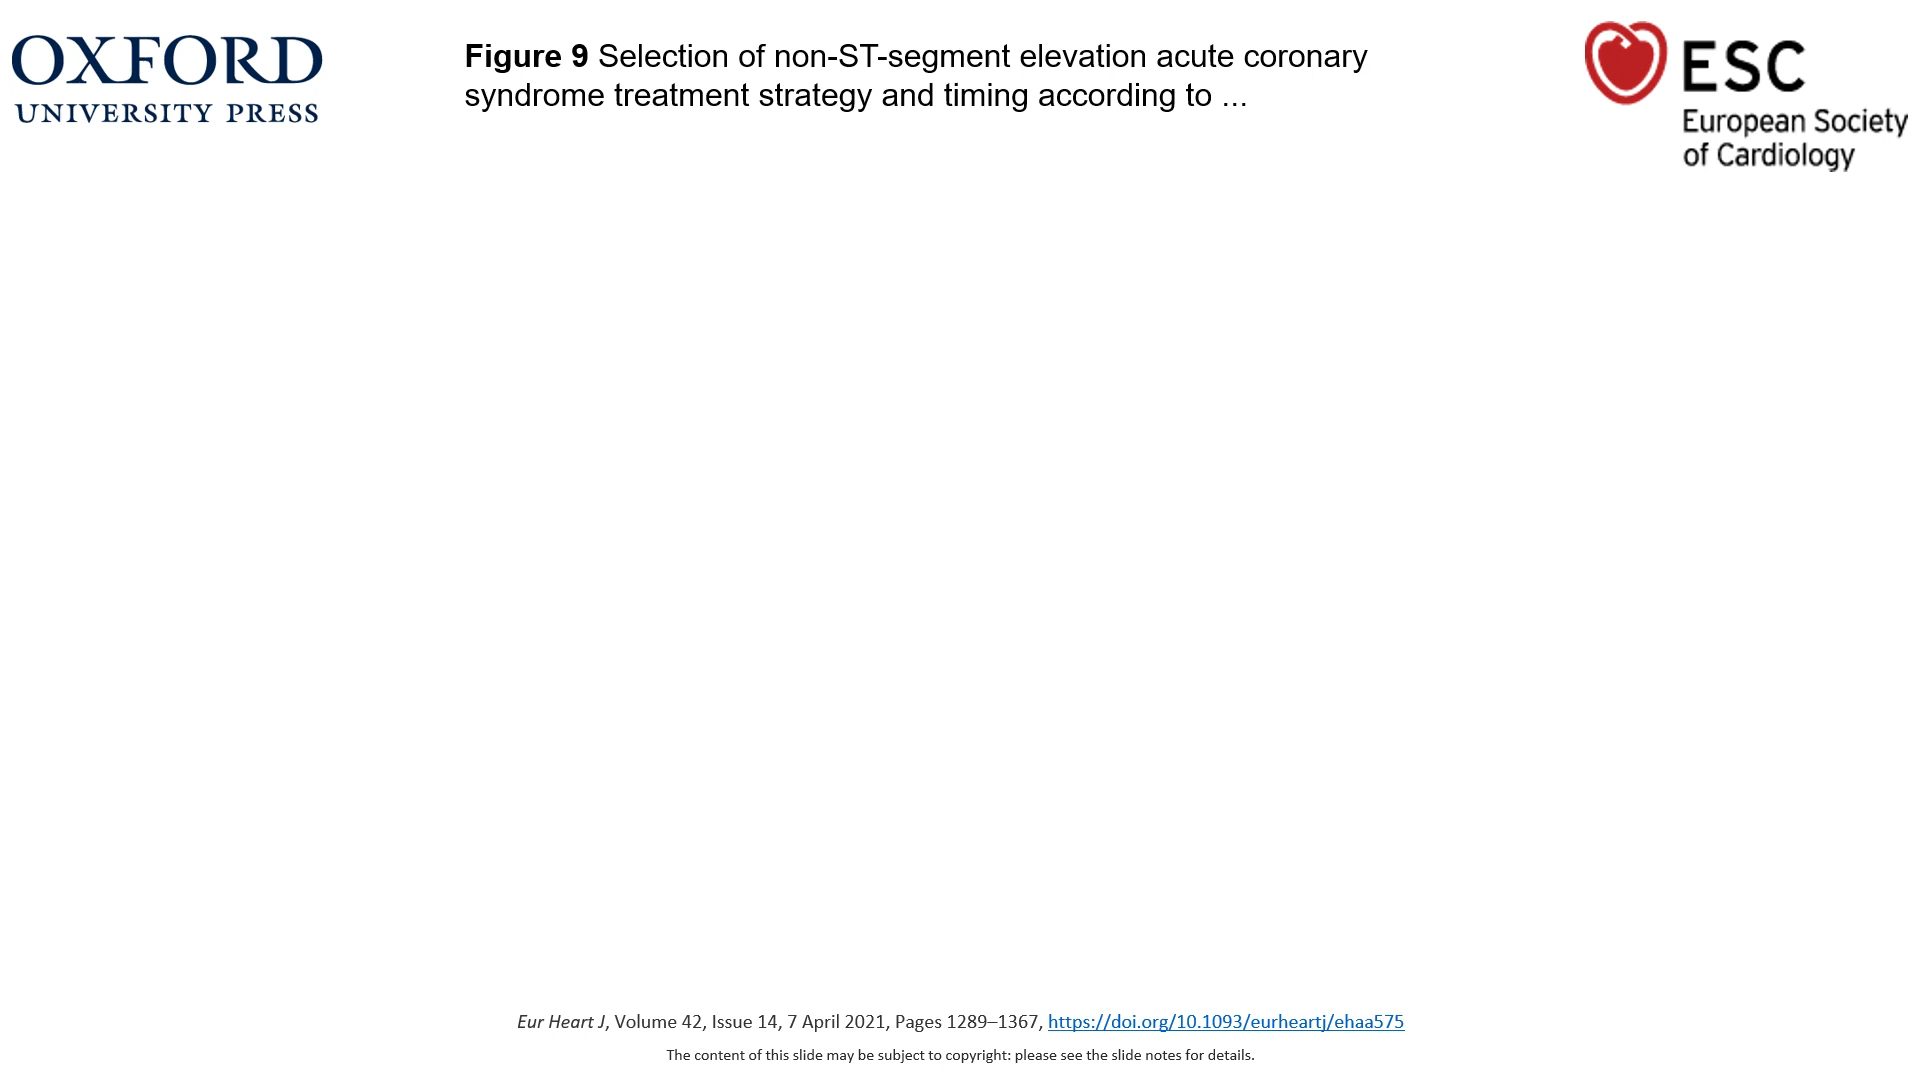 OXFORD
UNIVERSITY PRESS
Figure 9 Selection of non-ST-segment elevation acute coronary
syndrome treatment strategy and timing according to ...
ESC
European Society
of Cardiology
Eur Heart J, Volume 42, Issue 14, 7 April 2021, Pages 1289–1367, https://doi.org/10.1093/eurheartj/ehaa575
The content of this slide may be subject to copyright: please see the slide notes for details.